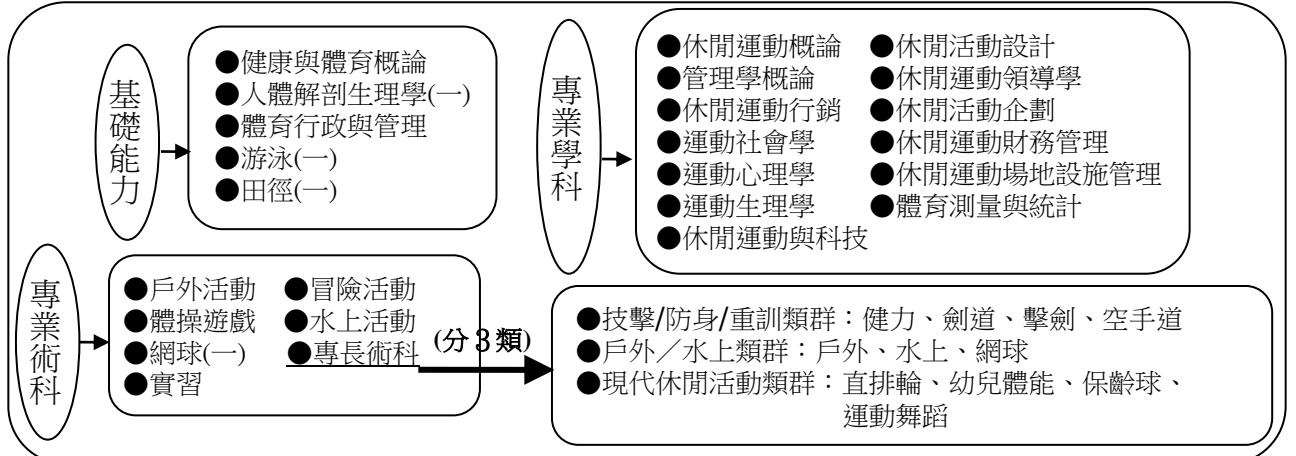 基礎能力
●健康與體育概論
●人體解剖生理學(一)
●體育行政與管理
●游泳(一)
●田徑(一)
專業學科
●休閒運動概論 ●休閒活動設計
●管理學概論 ●休閒運動領導學
●休閒運動行銷 ●休閒活動企劃
●運動社會學 ●休閒運動財務管理
●運動心理學 ●休閒運動場地設施管理
●運動生理學 ●體育測量與統計
●休閒運動與科技
專業術科
●戶外活動 ●冒險活動
●體操遊戲 ●水上活動
●網球(一) ●專長術科
●實習
(分3類)
●技擊/防身/重訓類群：健力、劍道、擊劍、空手道
●戶外／水上類群：戶外、水上、網球
●現代休閒活動類群：直排輪、幼兒體能、保齡球、
運動舞蹈